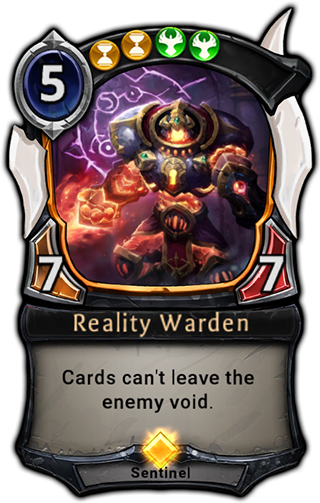 5
7
7
Reality Warden
Cards can't leave the
enemy void.
Sentinel